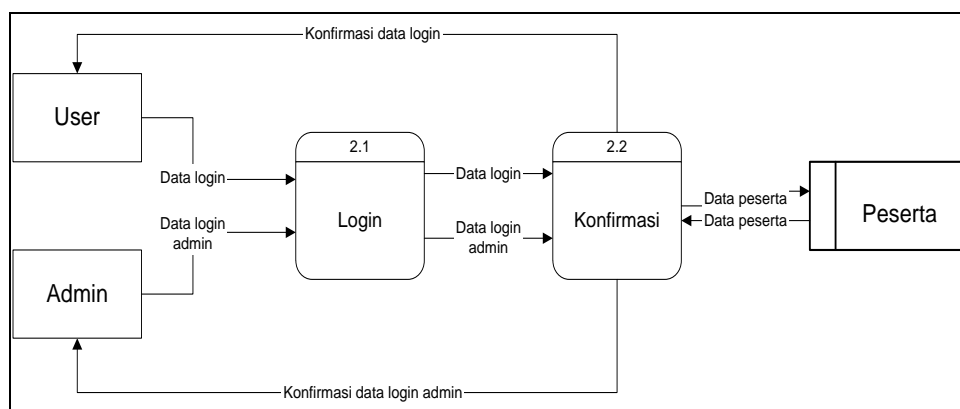 Konfirmasi data login
User
2.1
2.2
Data login
Data login
Data peserta
Data peserta
Peserta
Login
Konfirmasi
Data login
admin
Data login
admin
Admin
Konfirmasi data login admin